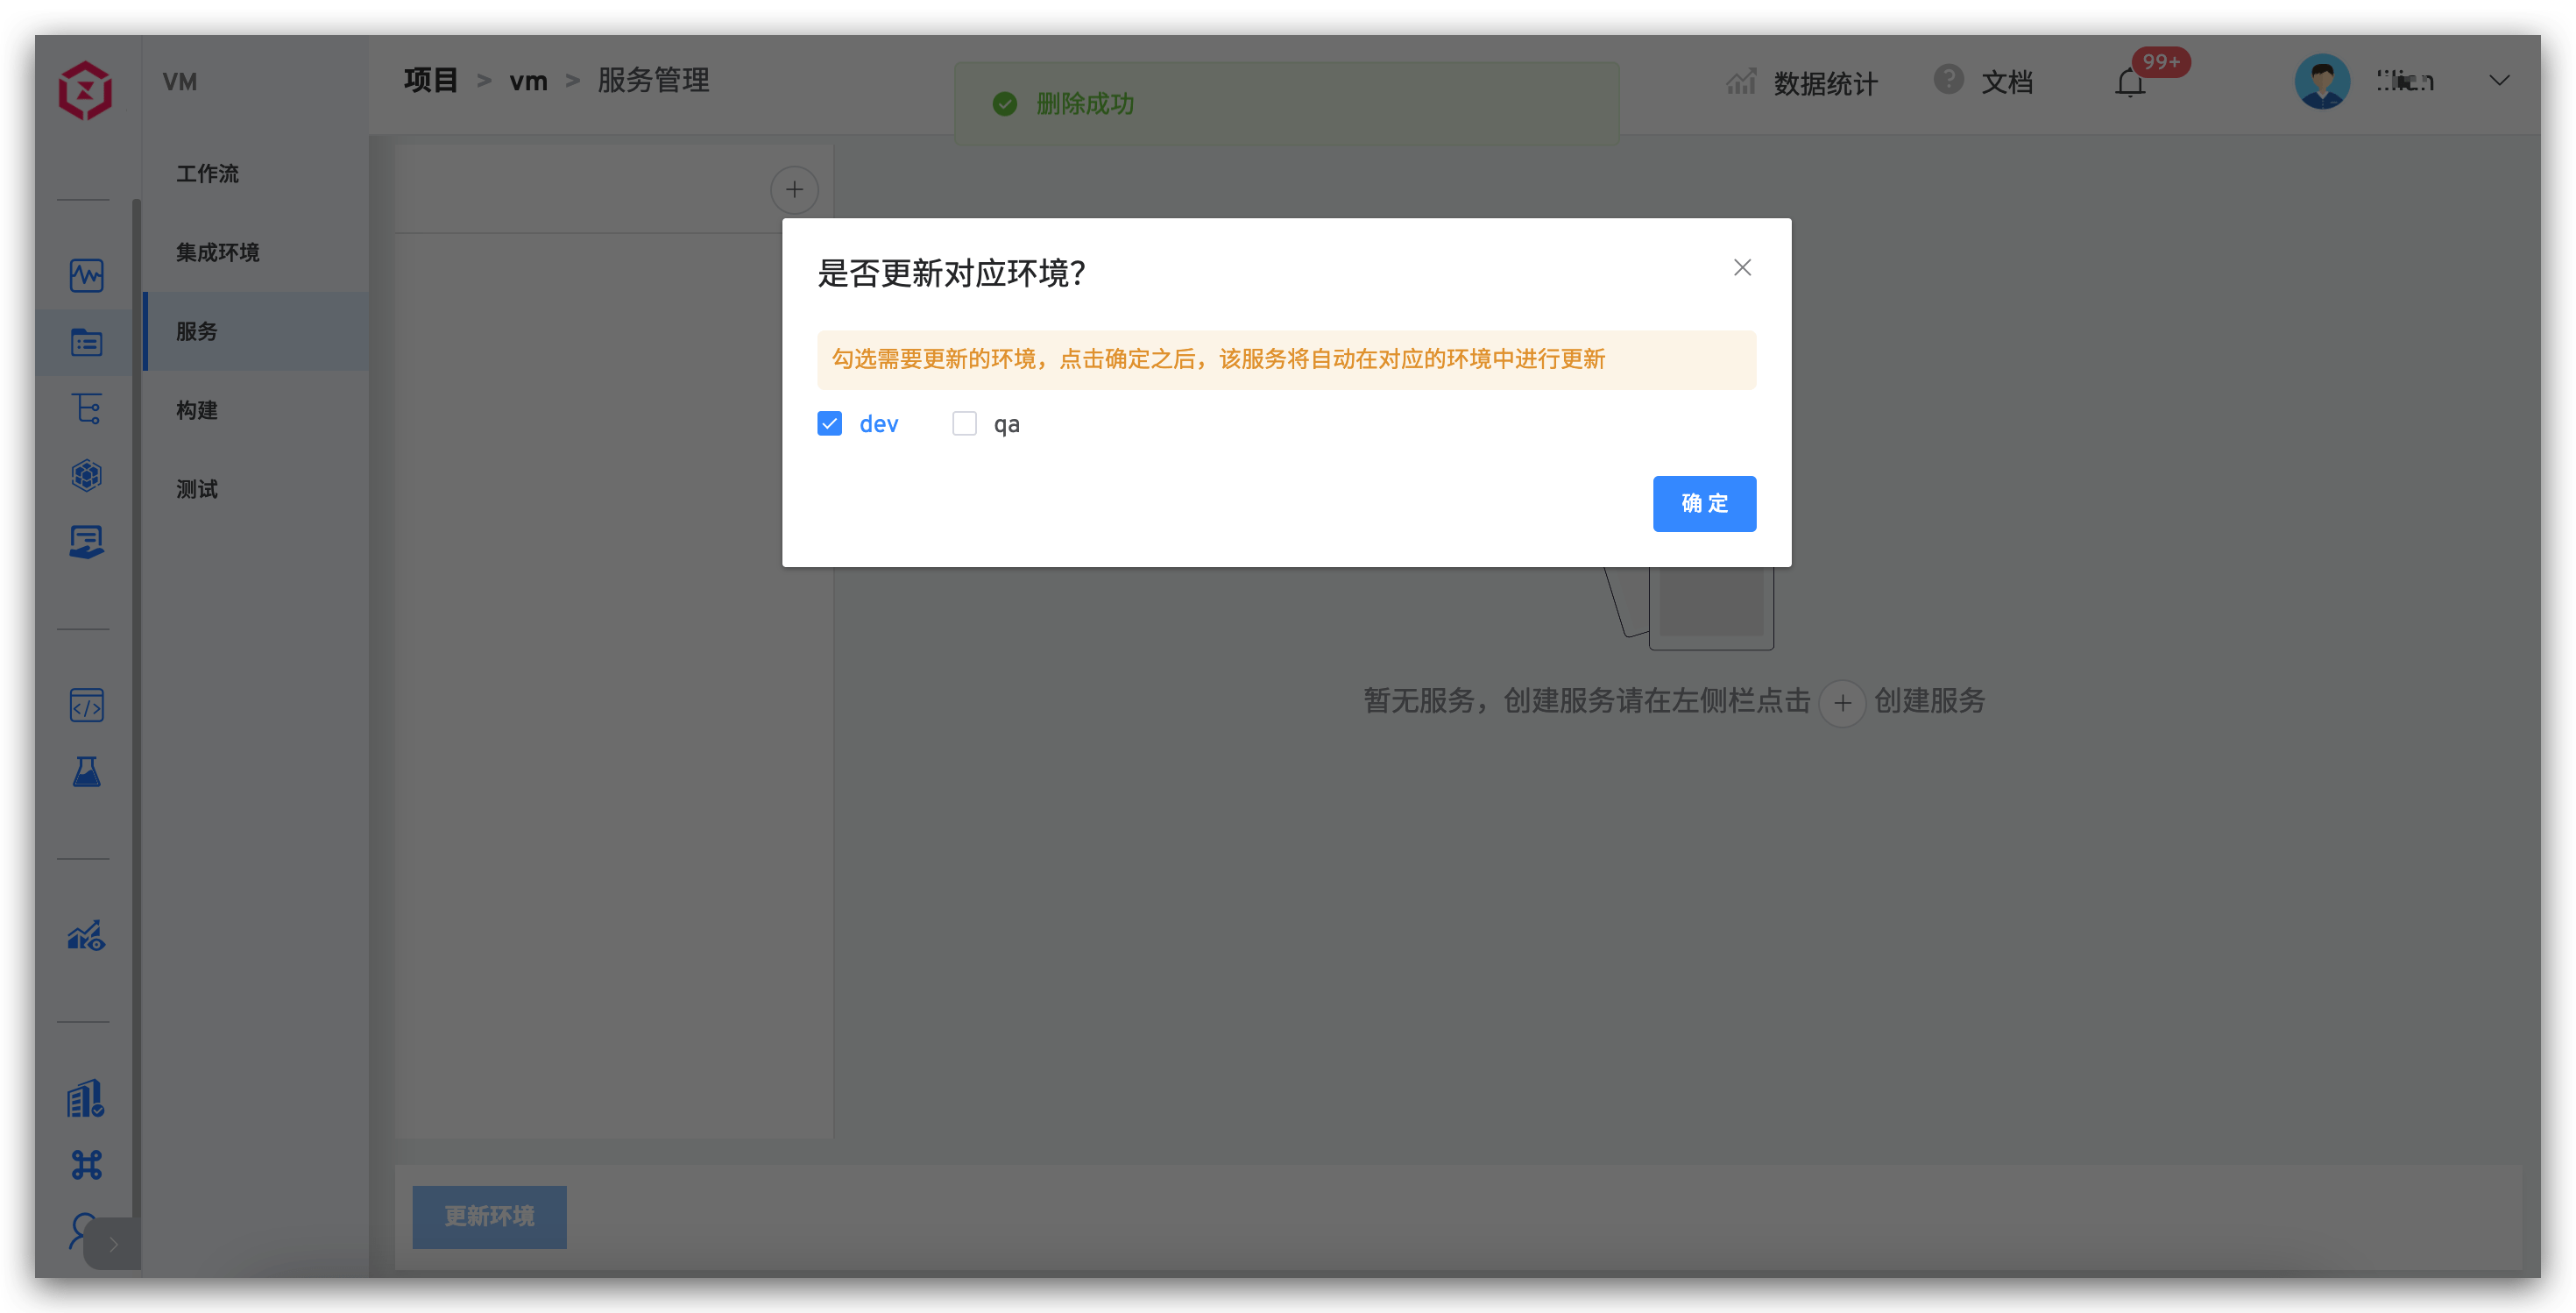 VM
项目 > vm > 服务管理
删除成功
数据统计
文档
99+
工作流
集成环境
服务
构建
测试
是否更新对应环境?
勾选需要更新的环境，点击确定之后，该服务将自动在对应的环境中进行更新
dev
qa
确定
暂无服务，创建服务请在左侧栏点击 + 创建服务
更新环境